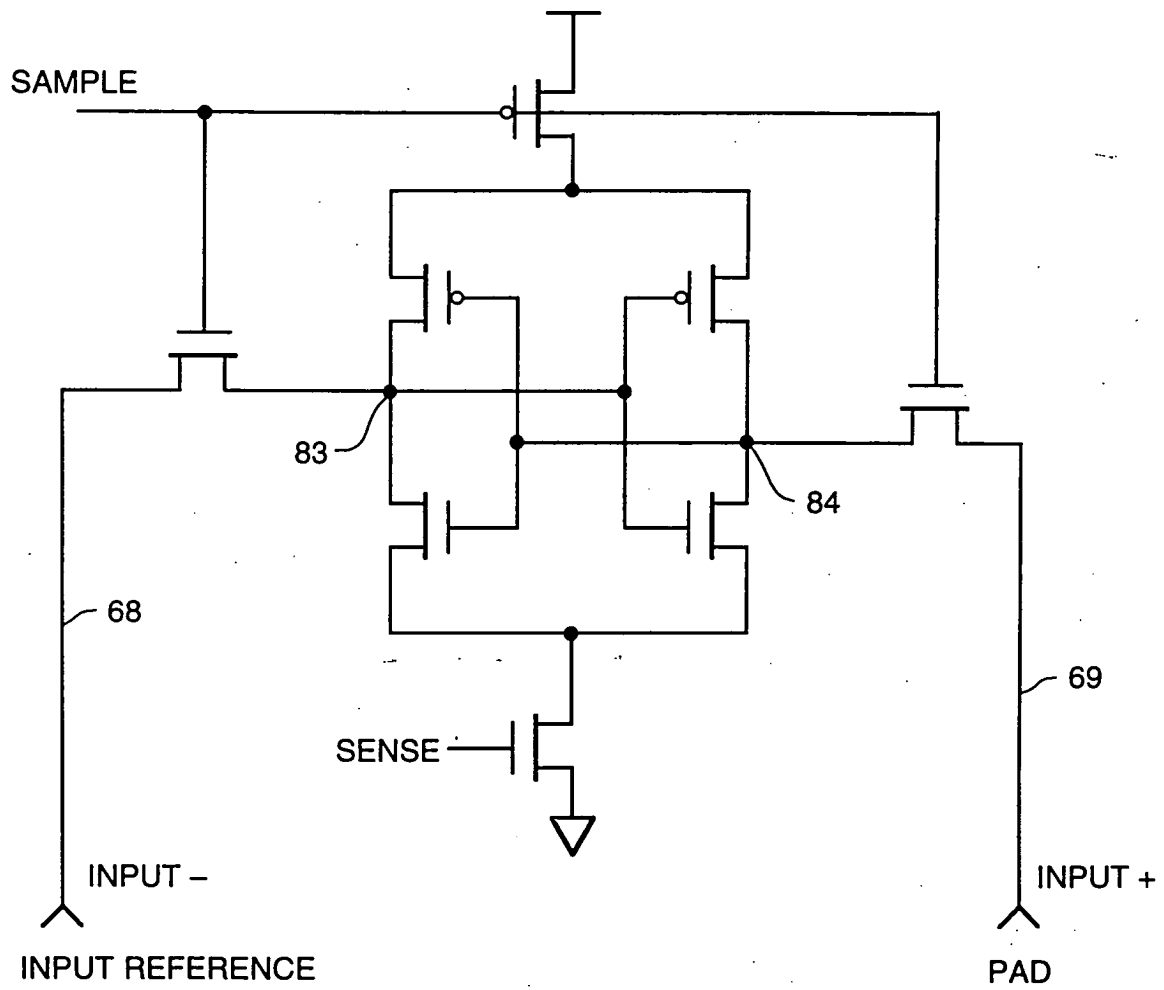 SAMPLE
83
84
68
69
SENSE
INPUT –
INPUT +
INPUT REFERENCE
PAD